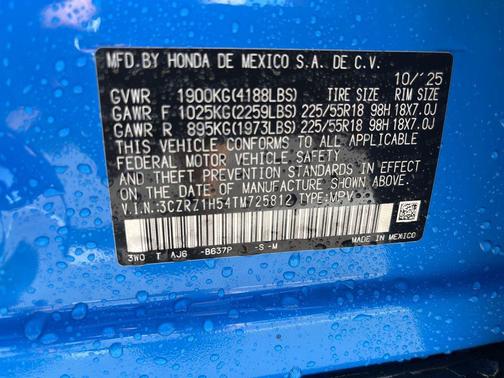 MFD. BY HONDA DE MEXICO S.A. DE C.V.
10/'25
GVWR 1900KG(4188LBS) TIRE SIZE RIM SIZE
GAWR F 1025KG(2259LBS) 225/55R18 98H 18X7.0J
GAWR R 895KG(1973LBS) 225/55R18 98H 18X7.0J
THIS VEHICLE CONFORMS TO ALL APPLICABLE
FEDERAL MOTOR VEHICLE SAFETY
AND THEFT PREVENTION STANDARDS IN EFFECT
ON THE DATE OF MANUFACTURE SHOWN ABOVE.
V.I.N.:3CZRZ1H54TM725812 TYPE:MPV
3W0 T AJ6 -B637P -S-M
MADE IN MEXICO